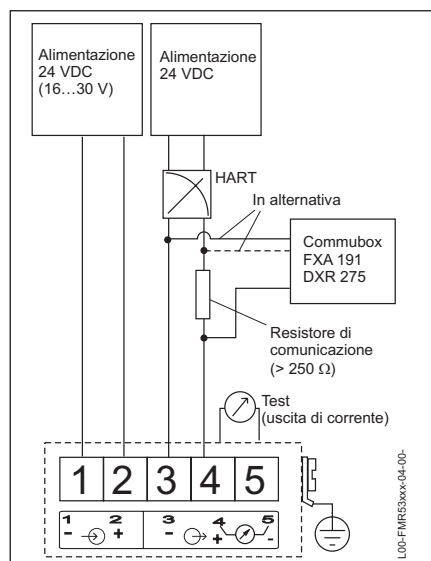 Alimentazione
24 VDC
(16...30 V)
Alimentazione
24 VDC
HART
In alternativa
Commubox
FXA 191
DXR 275
Resistore di
comunicazione
(> 250 Ω)
Test
(uscita di corrente)
1 2 3 4 5
1 2 3 4 5
- + - + -
L00-FMR53xxx-04-00-